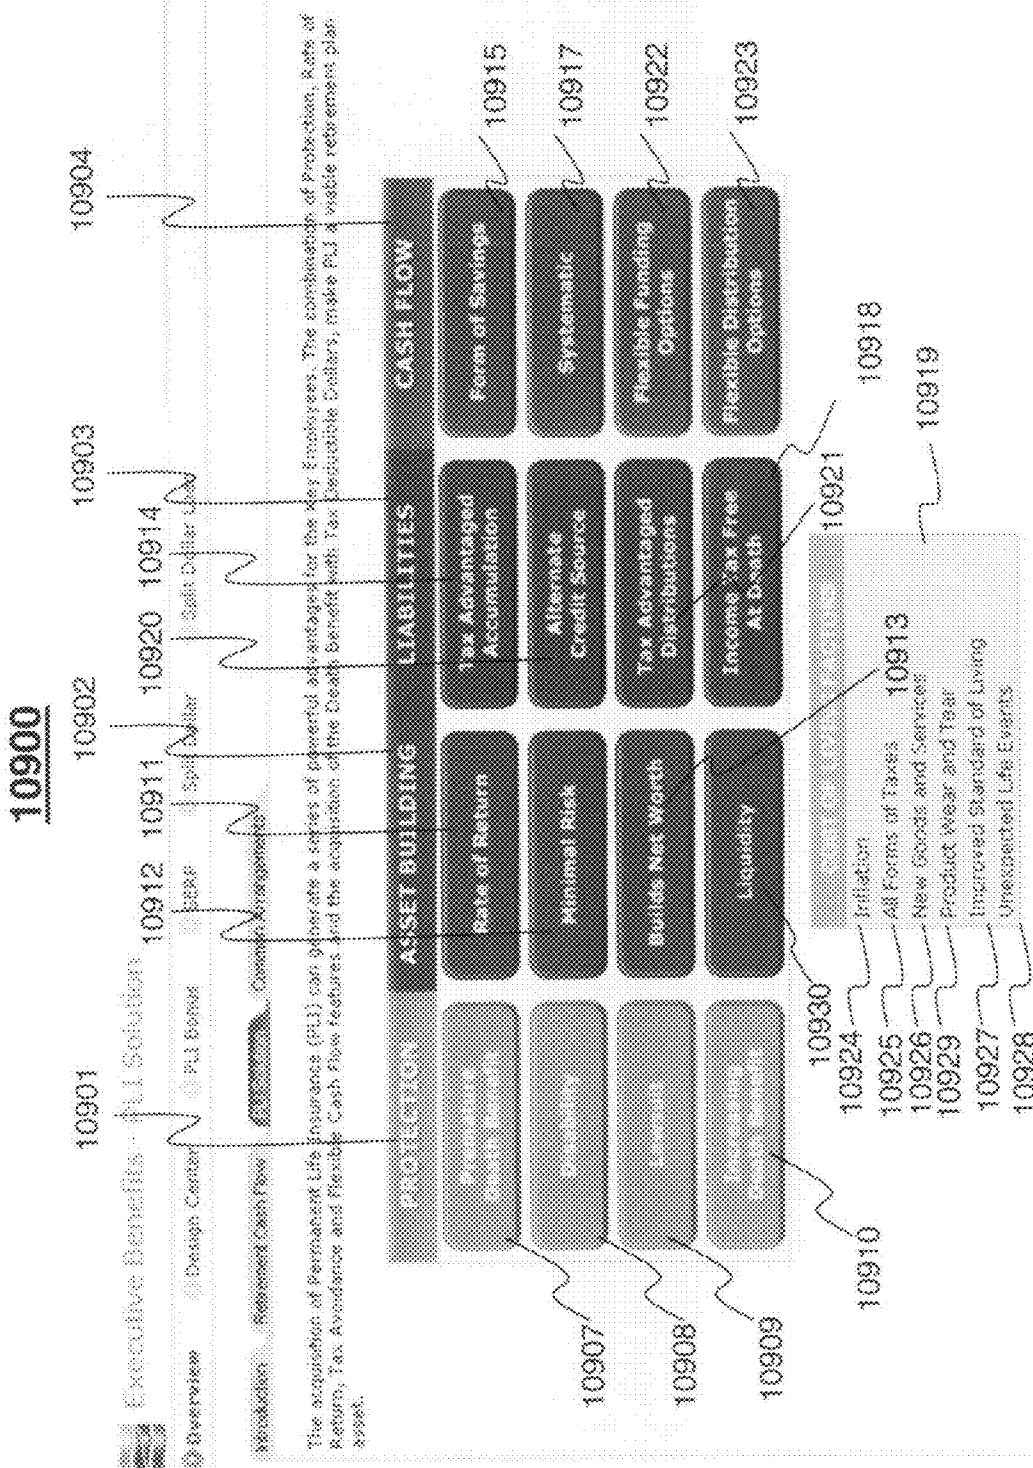 10900
10901
10902
10903
10904
10912
10911
10920
10914
Executive Benefits - PLI Solution
Overview
Design Center
PLI Bonus
SERP
Split Dollar
Split Dollar
Introduction
Retirement Cash Flow
Common Arrangements
The acquisition of Permanent Life Insurance (PLI) can generate a series of powerful advantages for the Key Employees. The combination of Protection, Rate of
Return, Tax Avoidance and Flexible Cash Flow features and the acquisition of the Death benefit with Tax Deductible Dollars, make PLI a viable retirement plan
asset.
PROTECTION
ASSET BUILDING
LIABILITIES
CASH FLOW
Rate of Return
Tax Advantaged
Accumulation
Form of Savings
10915
Minimal Risk
Alternate
Credit Source
Systematic
10917
Builds Net Worth
Tax Advantaged
Distributions
Flexible Funding
Options
10922
Liquidity
Income Tax Free
At Death
Flexible Distribution
Options
10923
10907
10908
10909
10910
10930
10913
10921
10918
10919
10924
Inflation
10925
All Forms of Taxes
10926
New Goods and Services
10929
Product Wear and Tear
10927
Improved Standard of Living
10928
Unexpected Life Events